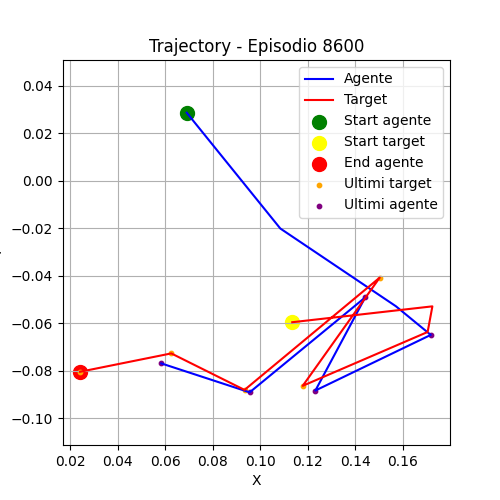 Trajectory - Episodio 8600
Agente
Target
Start agente
Start target
End agente
Ultimi target
Ultimi agente
0.04
0.02
0.00
−0.02
−0.04
−0.06
−0.08
−0.10
0.02 0.04 0.06 0.08 0.10 0.12 0.14 0.16
X